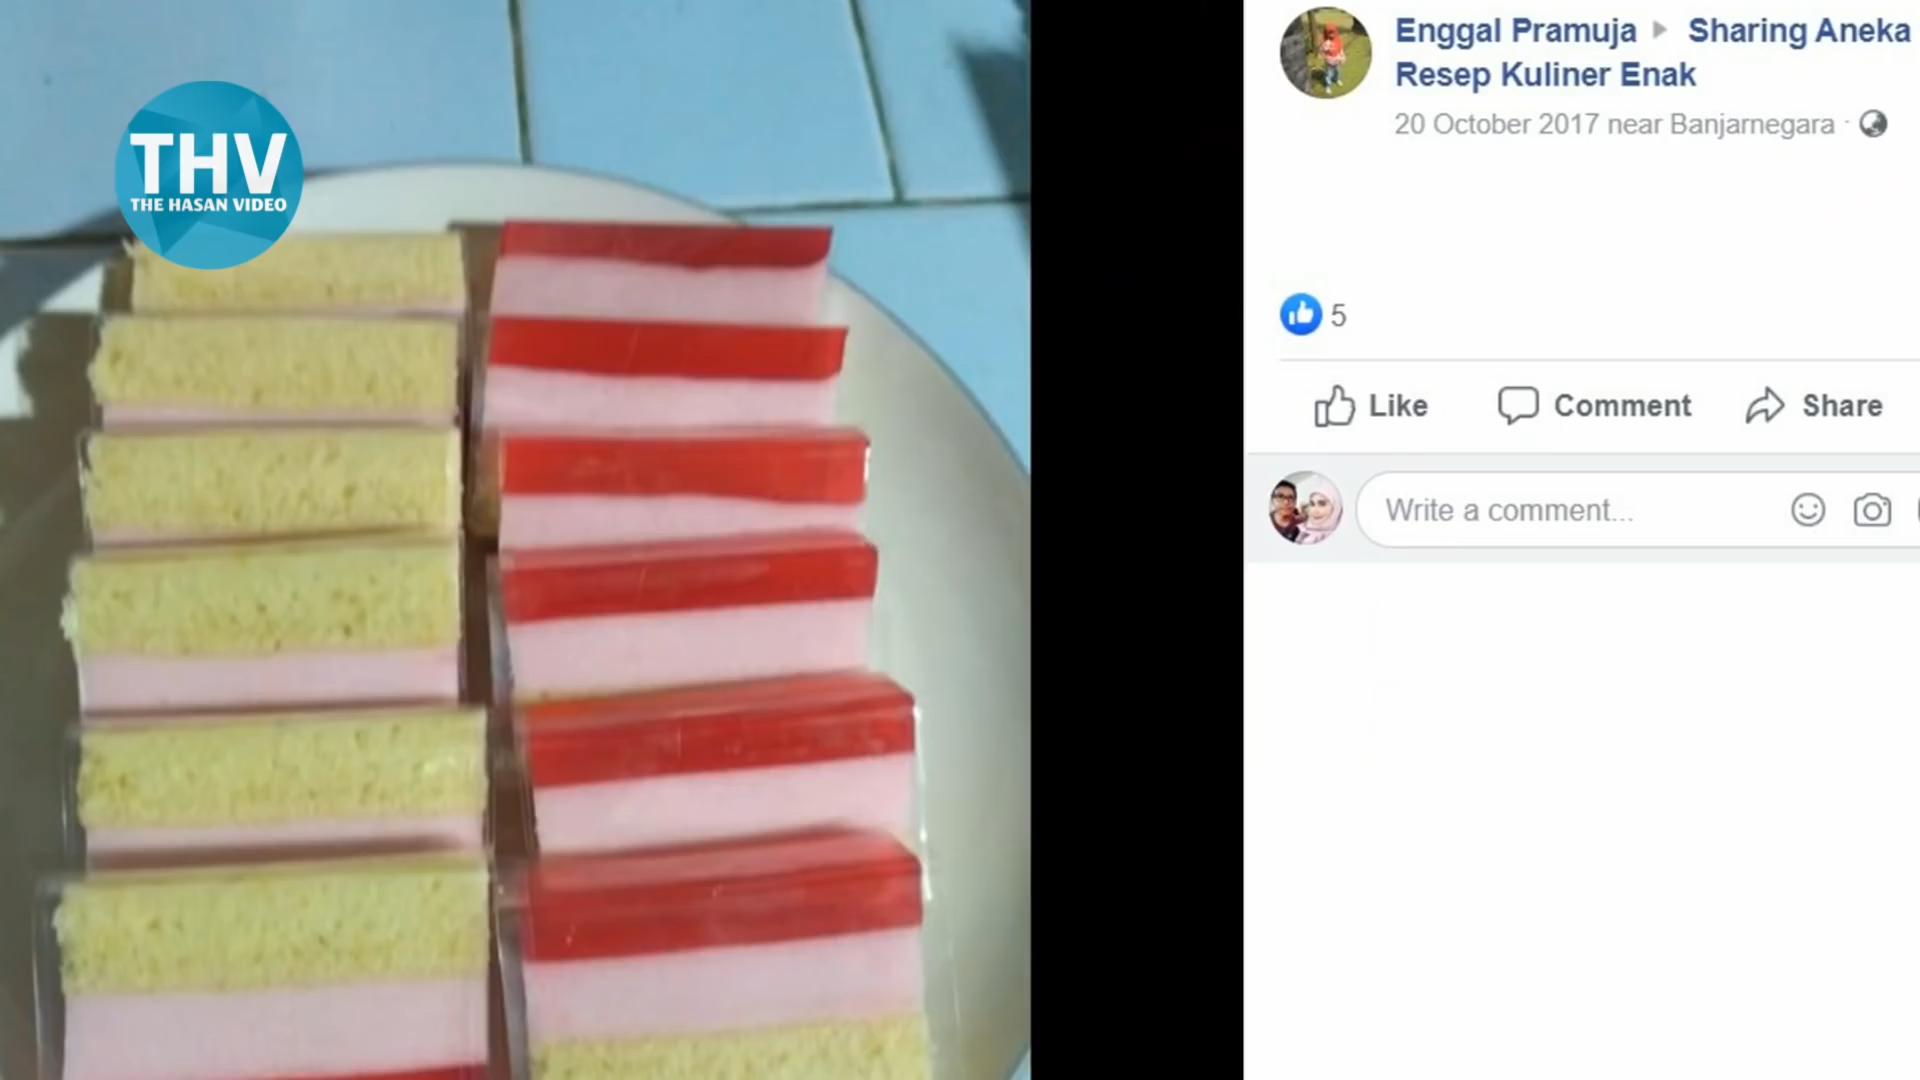 THV
THE HASAN VIDEO
Enggal Pramuja ▸ Sharing Aneka
Resep Kuliner Enak
20 October 2017 near Banjarnegara ·
5
Like Comment Share
Write a comment...